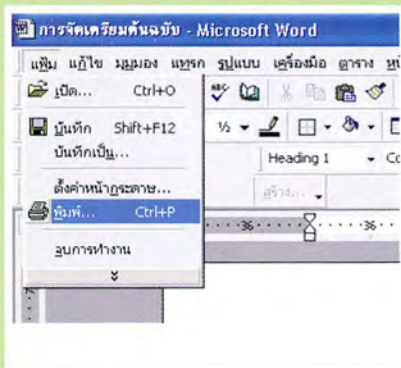 การจัดเตรียมต้นฉบับ - Microsoft Word
แฟ้ม แก้ไข มุมมอง แทรก รูปแบบ เครื่องมือ ตาราง
เปิด... Ctrl+O
บันทึก Shift+F12
บันทึกเป็น...
Heading 1
ตั้งค่าหน้ากระดาษ...
สร้าง...
พิมพ์... Ctrl+P
36 36
จบการทำงาน